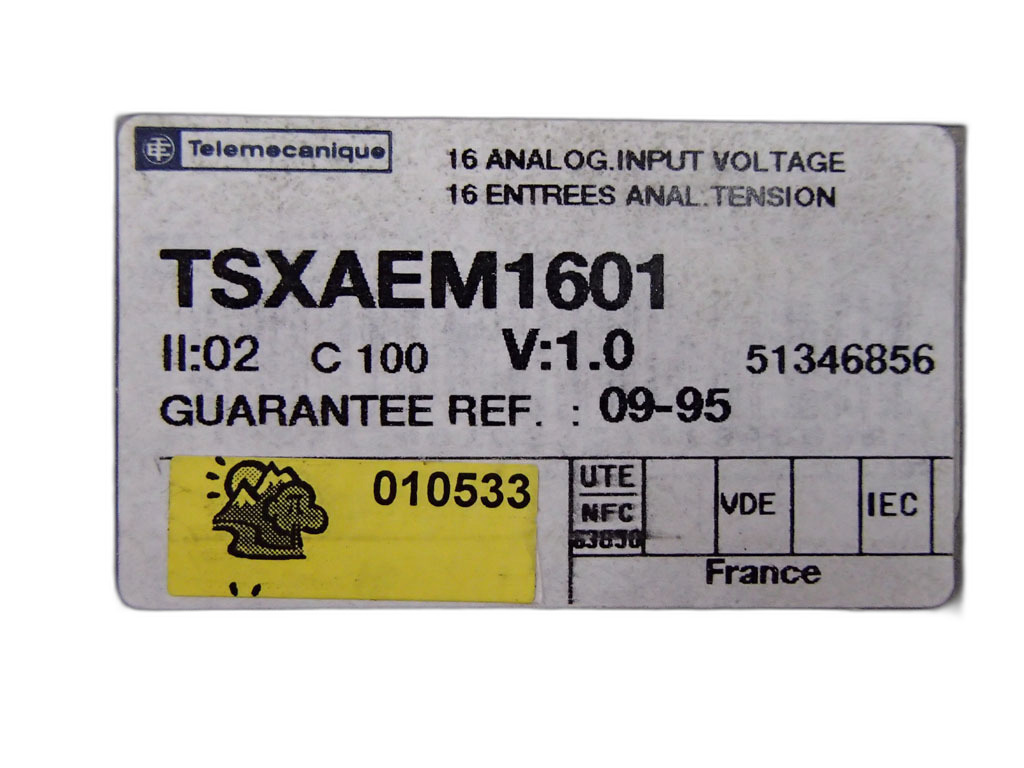 Telemecanique
16 ANALOG.INPUT VOLTAGE
16 ENTREES ANAL.TENSION
TSXAEM1601
II:02 C 100 V:1.0 51346856
GUARANTEE REF. : 09-95
010533
UTE
NFC
63850
VDE
IEC
France